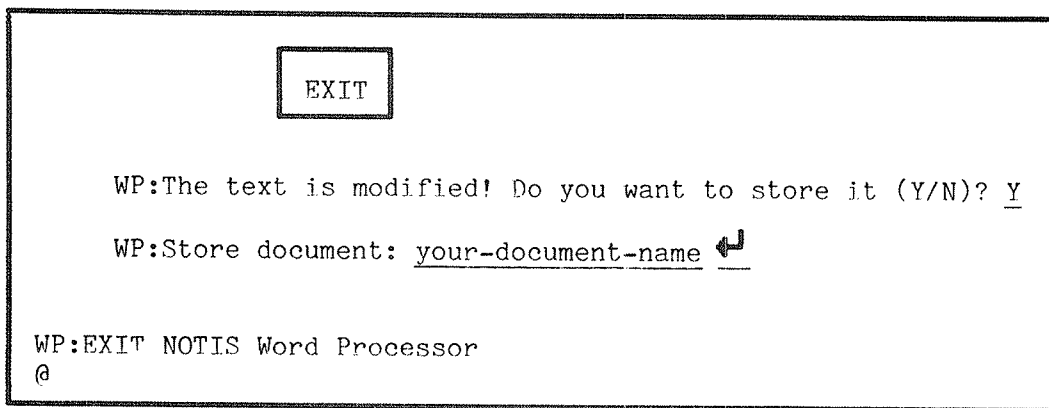 EXIT
WP:The text is modified! Do you want to store it (Y/N)? Y
WP:Store document: your-document-name ↵
WP:EXIT NOTIS Word Processor
@